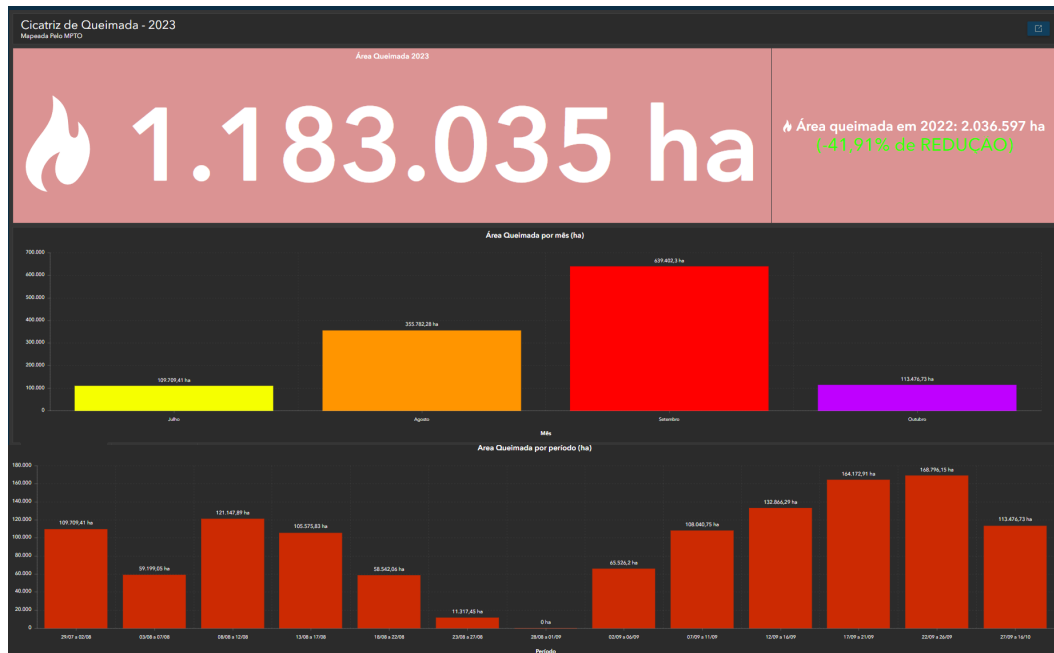 Cicatriz de Queimada - 2023
Mapeada Pelo MPTO
Área Queimada 2023
1.183.035 ha
Área queimada em 2022: 2.036.597 ha
(-41,91% de REDUÇÃO)
Área Queimada por mês (ha)
700.000
600.000
500.000
400.000
300.000
200.000
100.000
0
109.709,41 ha
355.782,28 ha
639.402,3 ha
113.476,73 ha
Julho
Agosto
Setembro
Outubro
Mês
Area Queimada por período (ha)
180.000
160.000
140.000
120.000
100.000
80.000
60.000
40.000
20.000
0
109.709,41 ha
59.199,05 ha
121.147,89 ha
105.575,83 ha
58.542,06 ha
11.317,45 ha
0 ha
65.526,2 ha
108.040,75 ha
132.866,29 ha
164.172,91 ha
168.796,15 ha
113.476,73 ha
29/07 a 02/08
03/08 a 07/08
08/08 a 12/08
13/08 a 17/08
18/08 a 22/08
23/08 a 27/08
28/08 a 01/09
02/09 a 06/09
07/09 a 11/09
12/09 a 16/09
17/09 a 21/09
22/09 a 26/09
27/09 a 16/10
Período